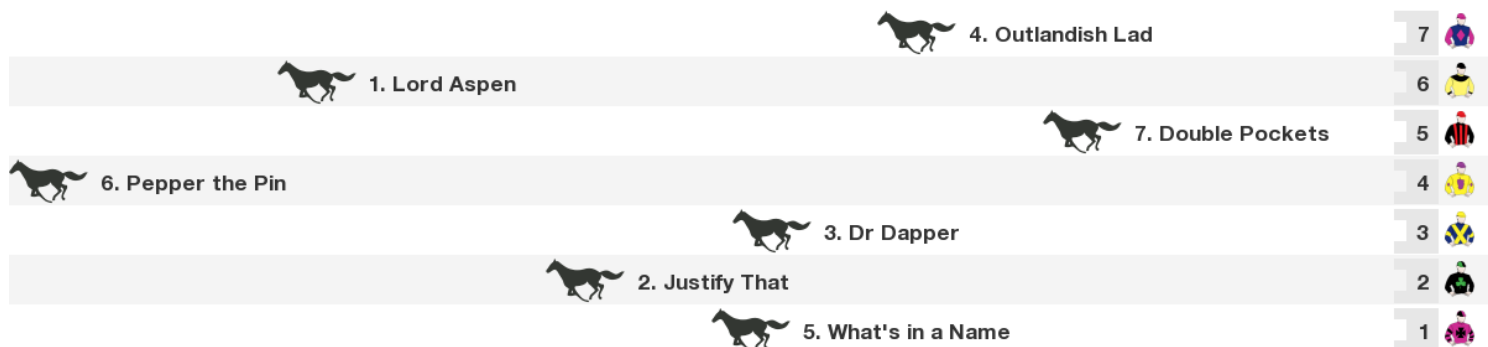 4. Outlandish Lad 7
1. Lord Aspen 6
7. Double Pockets 5
6. Pepper the Pin 4
3. Dr Dapper 3
2. Justify That 2
5. What's in a Name 1